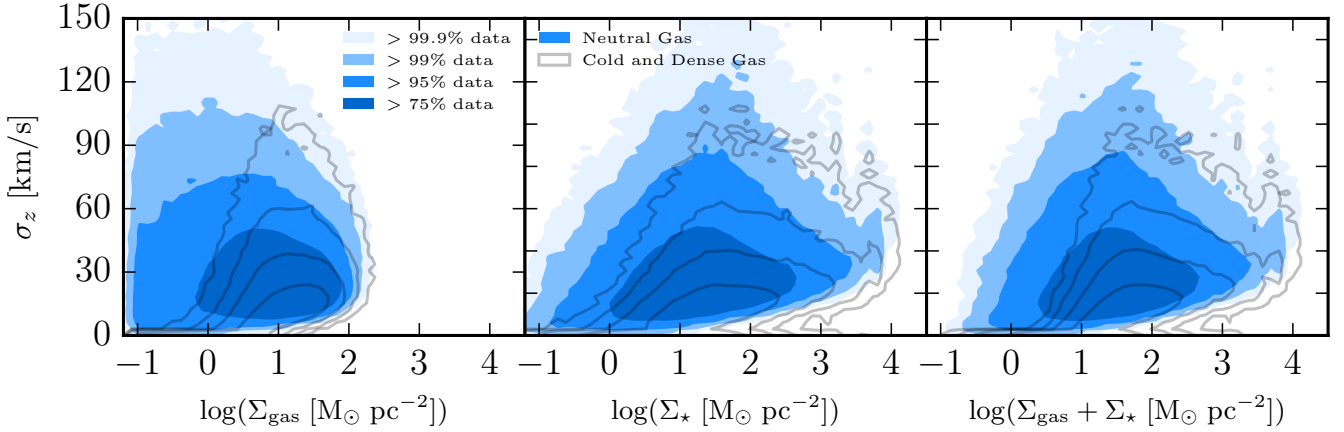 150
120
90
60
30
0
σz [km/s]
> 99.9% data
> 99% data
> 95% data
> 75% data
Neutral Gas
Cold and Dense Gas
−1 0 1 2 3 4
−1 0 1 2 3 4
−1 0 1 2 3 4
log(Σgas [M⊙ pc−2])
log(Σ⋆ [M⊙ pc−2])
log(Σgas + Σ⋆ [M⊙ pc−2])